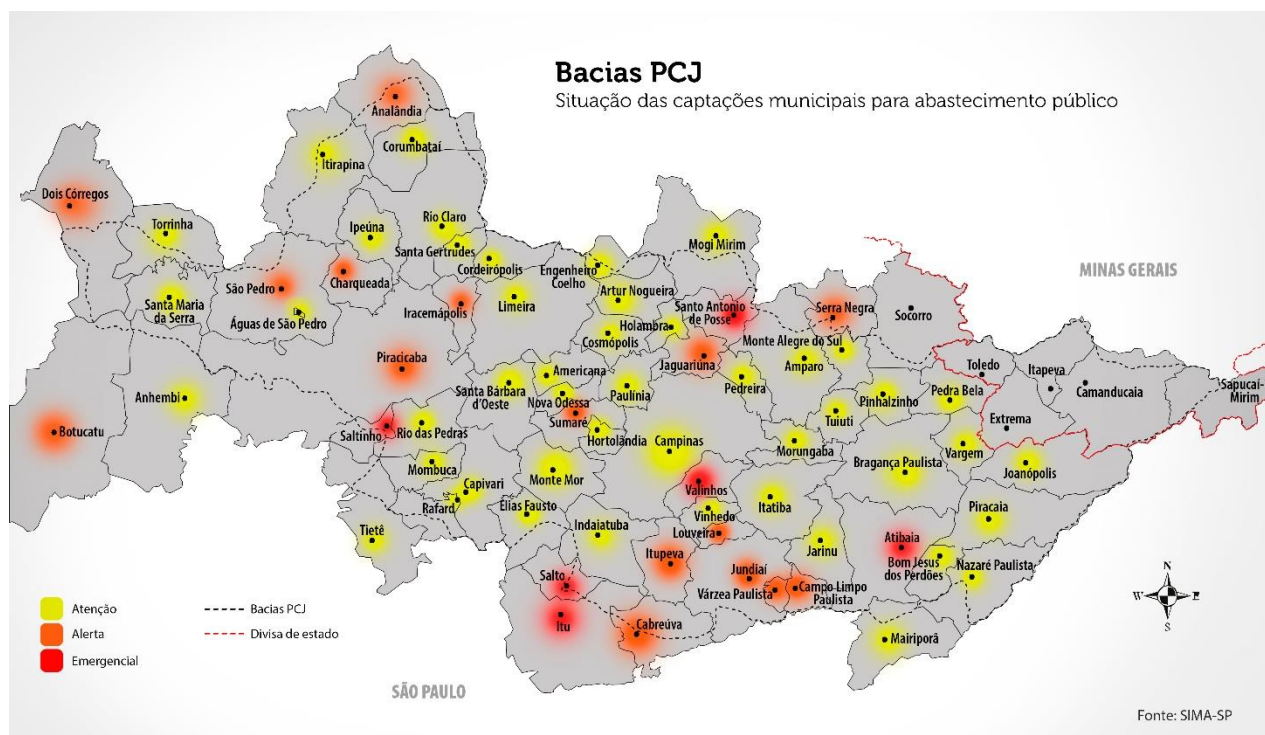 Bacias PCJ
Situação das captações municipais para abastecimento público
Analândia
Corumbataí
Itirapina
Dois Córregos
Torrinha
Ipeúna
Rio Claro
Santa Gertrudes
Cordeirópolis
Engenheiro
Coelho
Mogi Mirim
MINAS GERAIS
São Pedro
Charqueada
Santa Maria
da Serra
Águas de São Pedro
Iracemápolis
Limeira
Artur Nogueira
Holambra
Cosmópolis
Santo Antonio
de Posse
Serra Negra
Socorro
Monte Alegre do Sul
Amparo
Jaguariuna
Pedreira
Toledo
Itapeva
Camanducaia
Sapucaí-
Mirim
Extrema
Piracicaba
Anhembi
Botucatu
Santa Bárbara
d'Oeste
Americana
Nova Odessa
Sumaré
Paulínia
Hortolândia
Pinhalzinho
Pedra Bela
Tuiuti
Saltinho
Rio das Pedras
Mombuca
Campinas
Morungaba
Bragança Paulista
Vargem
Joanópolis
Capivari
Rafard
Monte Mor
Valinhos
Vinhedo
Itatiba
Piracaia
Tietê
Elias Fausto
Indaiatuba
Louveira
Jarinu
Atibaia
Bom Jesus
dos Perdões
Nazaré Paulista
Itupeva
Jundiaí
Várzea Paulista
Campo Limpo
Paulista
Salto
Itu
Cabreúva
Mairiporã
N
W
E
S
Atenção
Alerta
Emergencial
Bacias PCJ
Divisa de estado
SÃO PAULO
Fonte: SIMA-SP